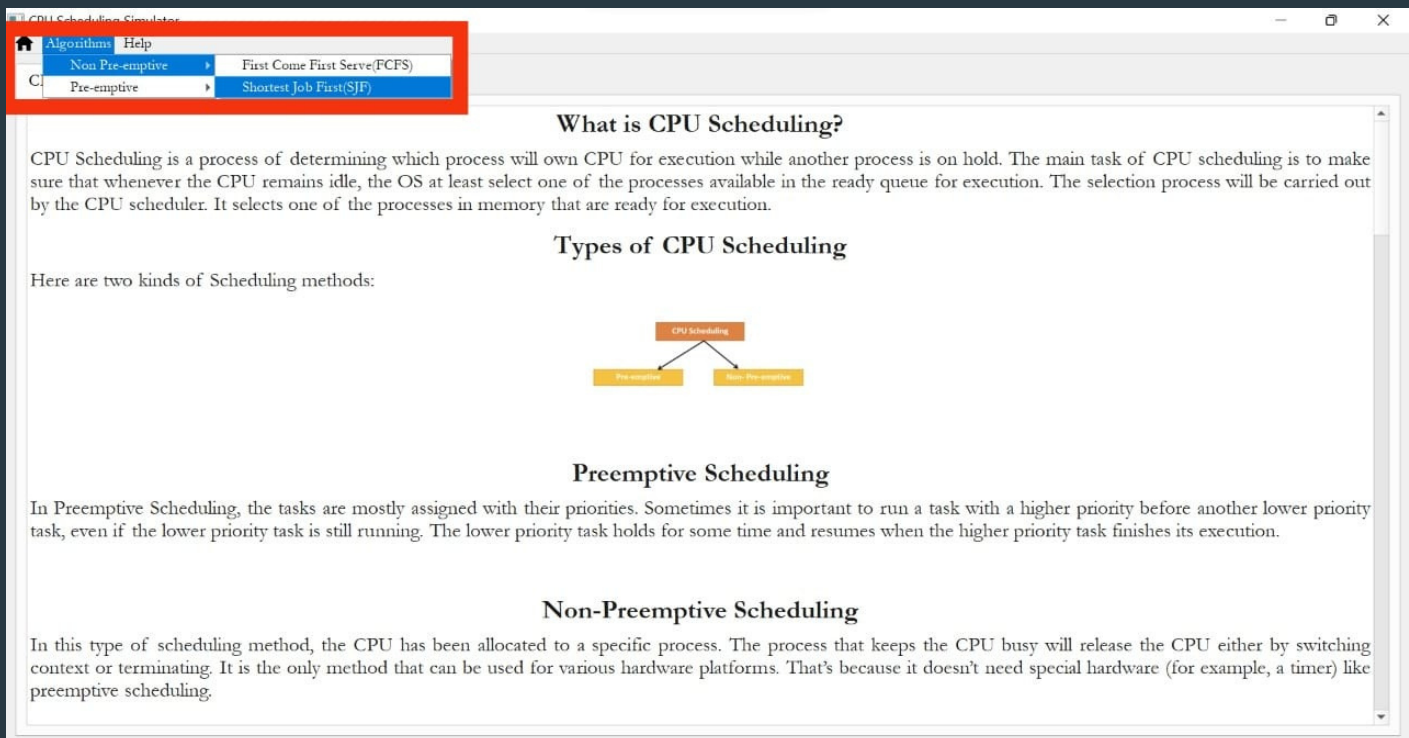 CPU Scheduling Simulator
Algorithms Help
Non Pre-emptive First Come First Serve(FCFS)
Pre-emptive Shortest Job First(SJF)
What is CPU Scheduling?
CPU Scheduling is a process of determining which process will own CPU for execution while another process is on hold. The main task of CPU scheduling is to make
sure that whenever the CPU remains idle, the OS at least select one of the processes available in the ready queue for execution. The selection process will be carried out
by the CPU scheduler. It selects one of the processes in memory that are ready for execution.
Types of CPU Scheduling
Here are two kinds of Scheduling methods:
CPU Scheduling
Pre-emptive Non- Pre-emptive
Preemptive Scheduling
In Preemptive Scheduling, the tasks are mostly assigned with their priorities. Sometimes it is important to run a task with a higher priority before another lower priority
task, even if the lower priority task is still running. The lower priority task holds for some time and resumes when the higher priority task finishes its execution.
Non-Preemptive Scheduling
In this type of scheduling method, the CPU has been allocated to a specific process. The process that keeps the CPU busy will release the CPU either by switching
context or terminating. It is the only method that can be used for various hardware platforms. That's because it doesn't need special hardware (for example, a timer) like
preemptive scheduling.